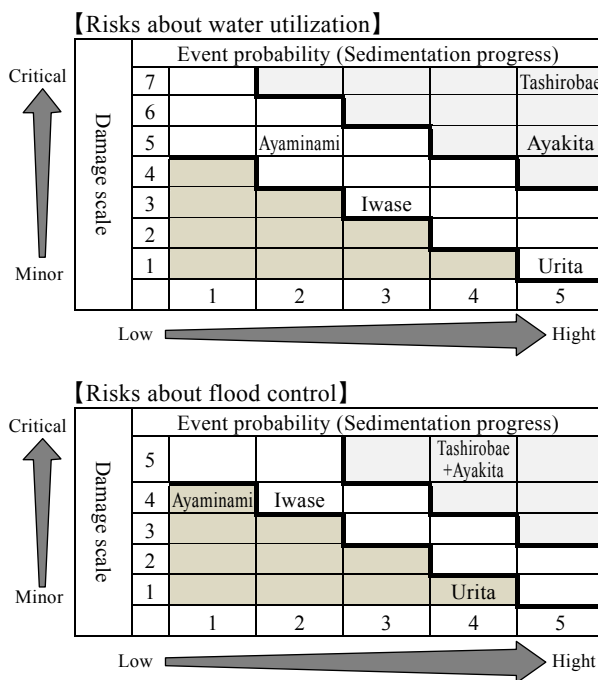 【Risks about water utilization】
Event probability (Sedimentation progress)
Critical
Minor
Damage scale
7 Tashirobae
6
5 Ayaminami Ayakita
4
3 Iwase
2
1 Urita
1 2 3 4 5
Low Hight
【Risks about flood control】
Event probability (Sedimentation progress)
Critical
Minor
Damage scale
5 Tashirobae
+Ayakita
4 Ayaminami Iwase
3
2
1 Urita
1 2 3 4 5
Low Hight